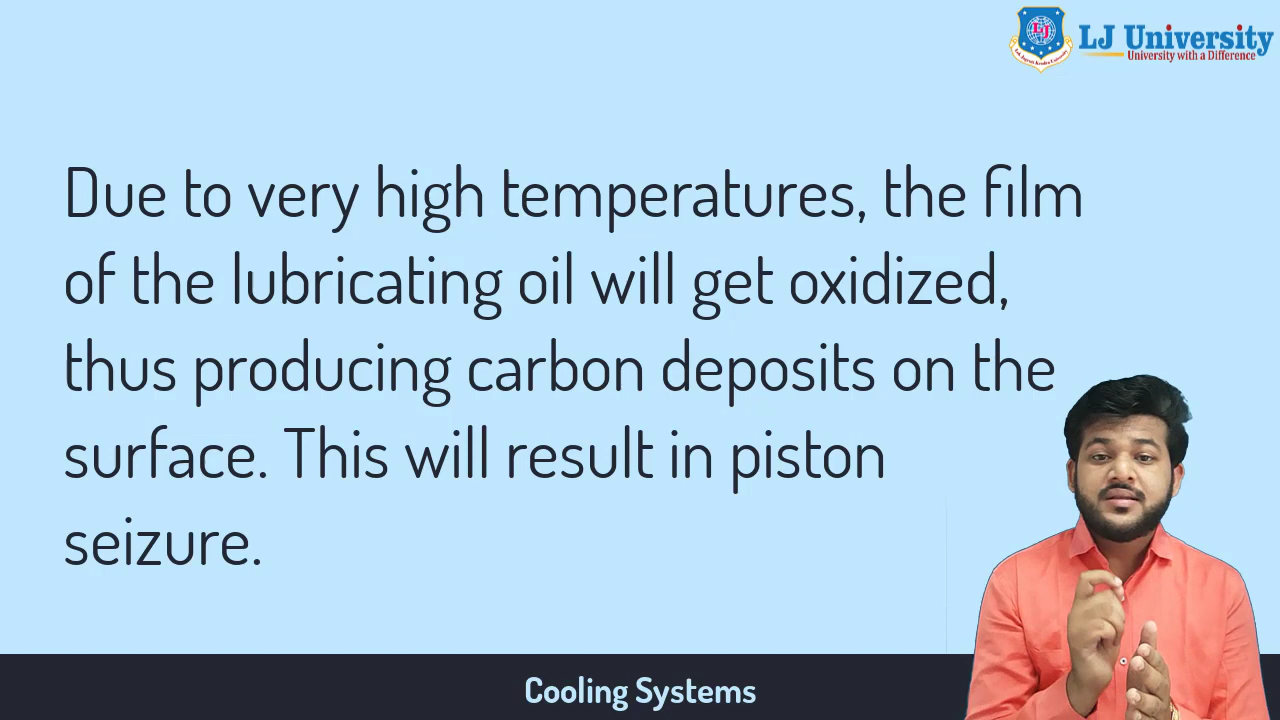 LJ University
University with a Difference
Due to very high temperatures, the film
of the lubricating oil will get oxidized,
thus producing carbon deposits on the
surface. This will result in piston
seizure.
Cooling Systems